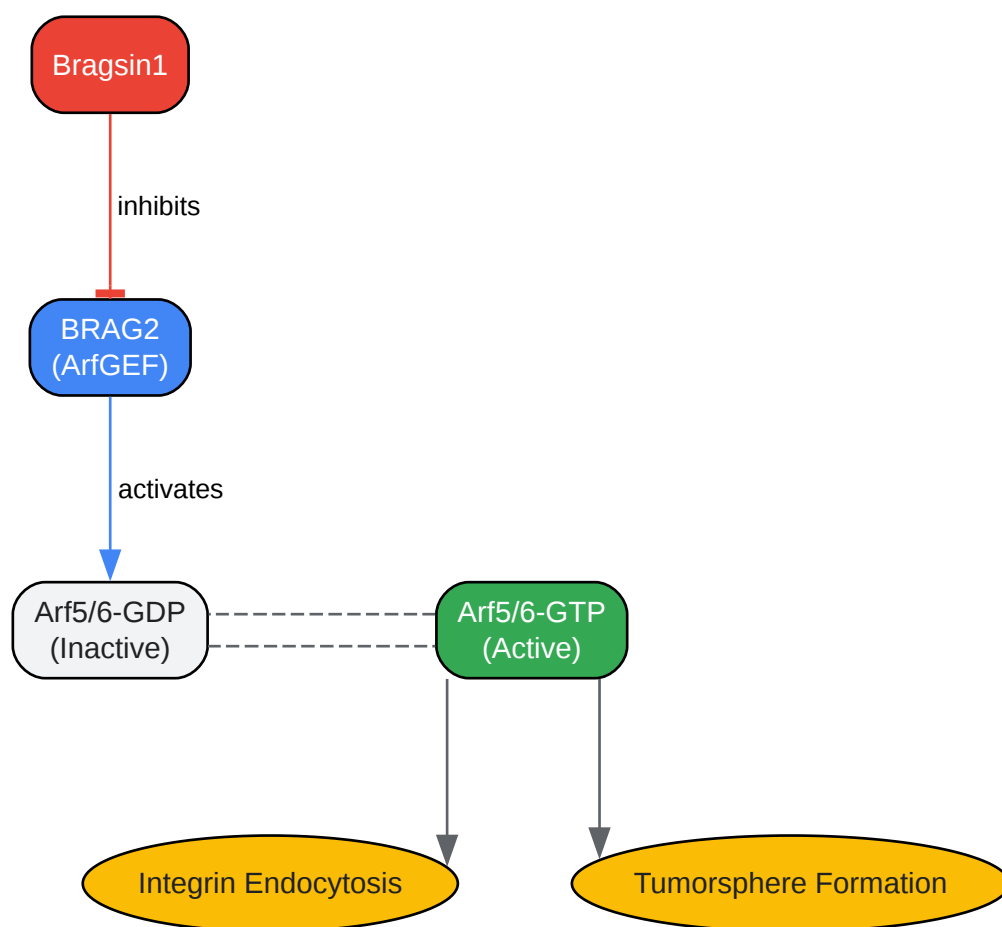 Bragsin1
inhibits
BRAG2
(ArfGEF)
activates
Arf5/6-GDP
(Inactive)
Arf5/6-GTP
(Active)
Integrin Endocytosis
Tumorsphere Formation